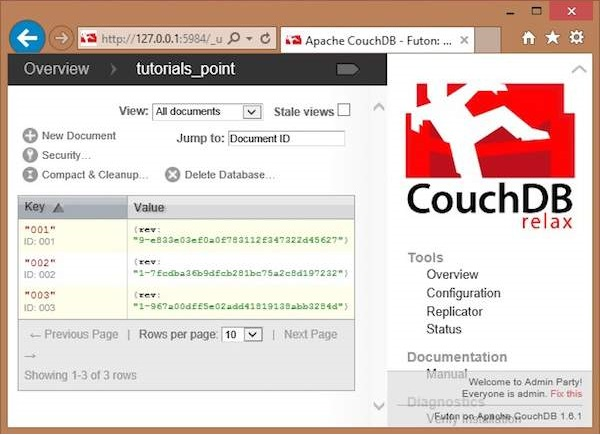 http://127.0.0.1:5984/_u
Apache CouchDB - Futon: ...
Overview
tutorials_point
View: All documents
Stale views
New Document
Jump to: Document ID
Security...
Compact & Cleanup...
Delete Database...
Key
Value
"001"
ID: 001
{rev:
"9-e833e03ef0a0f783112f347322d45627"}
"002"
ID: 002
{rev:
"1-7fcdba36b9dfcb281bc75a2c8d197232"}
"003"
ID: 003
{rev:
"1-967a00dff5e02add41819138abb3284d"}
← Previous Page | Rows per page: 10 | Next Page
→
Showing 1-3 of 3 rows
CouchDB
relax
Tools
Overview
Configuration
Replicator
Status
Documentation
Manual
Diagnostics
Verify Installation
Welcome to Admin Party!
Everyone is admin. Fix this
Futon on Apache CouchDB 1.6.1